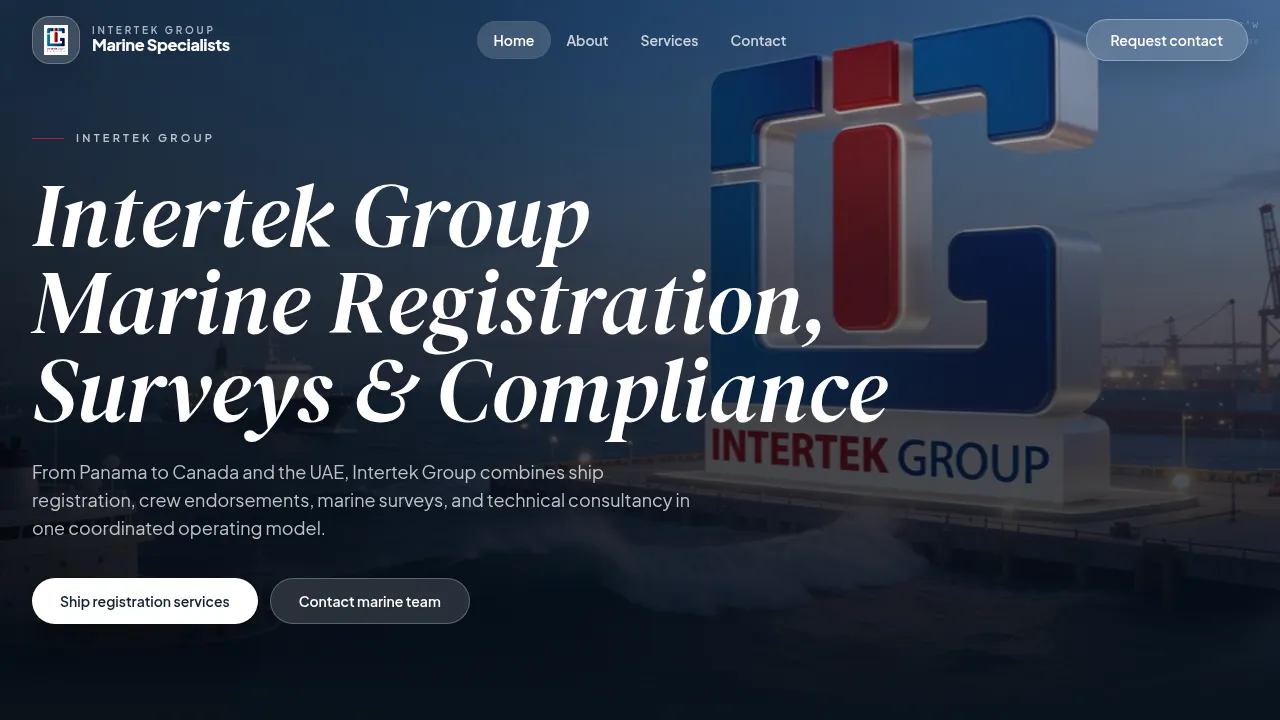 INTERTEK GROUP
Marine Specialists
Home
About
Services
Contact
Request contact
INTERTEK GROUP
Intertek Group
Marine Registration,
Surveys & Compliance
INTERTEK GROUP
From Panama to Canada and the UAE, Intertek Group combines ship
registration, crew endorsements, marine surveys, and technical consultancy in
one coordinated operating model.
Ship registration services
Contact marine team